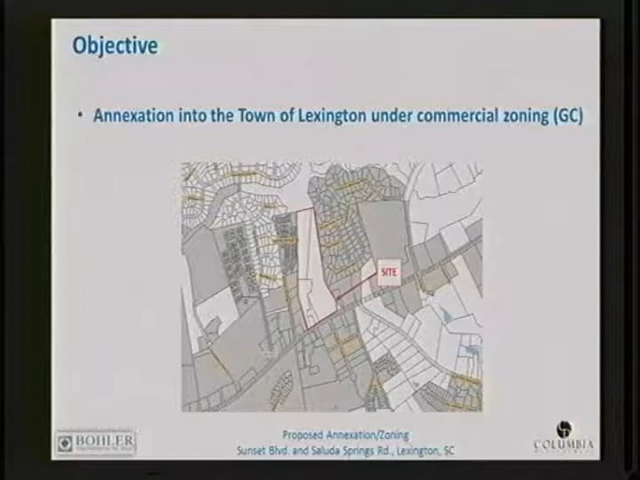 Objective
• Annexation into the Town of Lexington under commercial zoning (GC)
SITE
Proposed Annexation/Zoning
Sunset Blvd. and Saluda Springs Rd., Lexington, SC
BOHLER
COLUMBIA